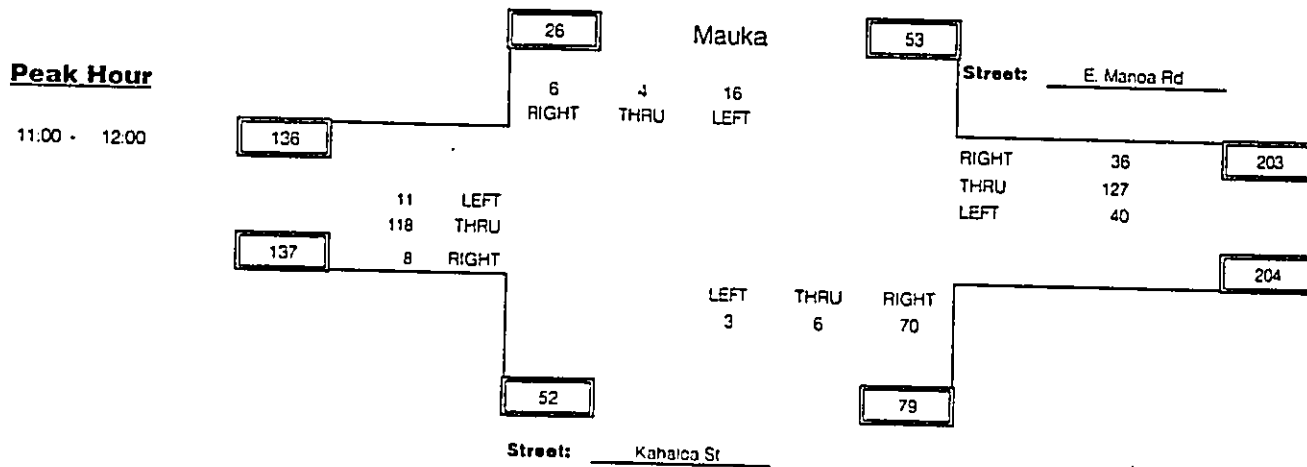 26 Mauka 53
Peak Hour
Street: E. Manoa Rd
6 4 16
RIGHT THRU LEFT
11:00 - 12:00
136
RIGHT 36 203
THRU 127
LEFT 40
11 LEFT
118 THRU
137 8 RIGHT
204
LEFT THRU RIGHT
3 6 70
52 79
Street: Kahaloa St